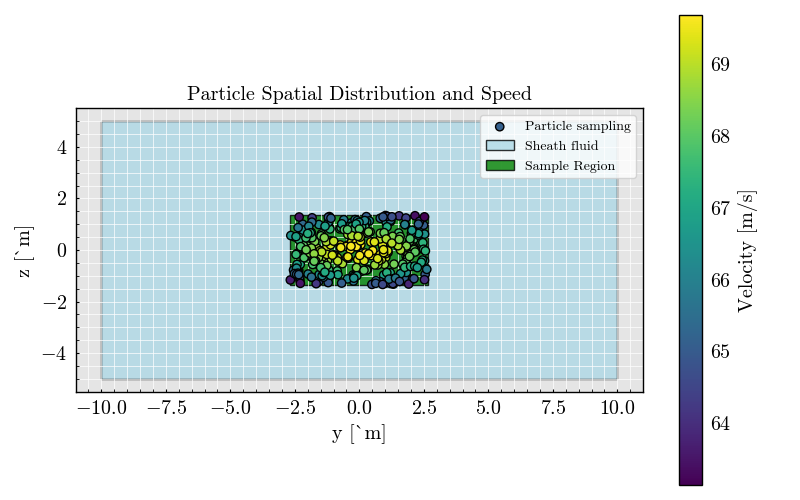 Particle Spatial Distribution and Speed
Particle sampling
Sheath fluid
Sample Region
4
2
0
−2
−4
z [`m]
−10.0 −7.5 −5.0 −2.5 0.0 2.5 5.0 7.5 10.0
y [`m]
69
68
67
66
65
64
Velocity [m/s]